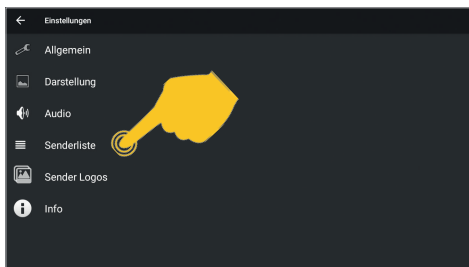 Einstellungen
Allgemein
Darstellung
Audio
Senderliste
Sender Logos
Info